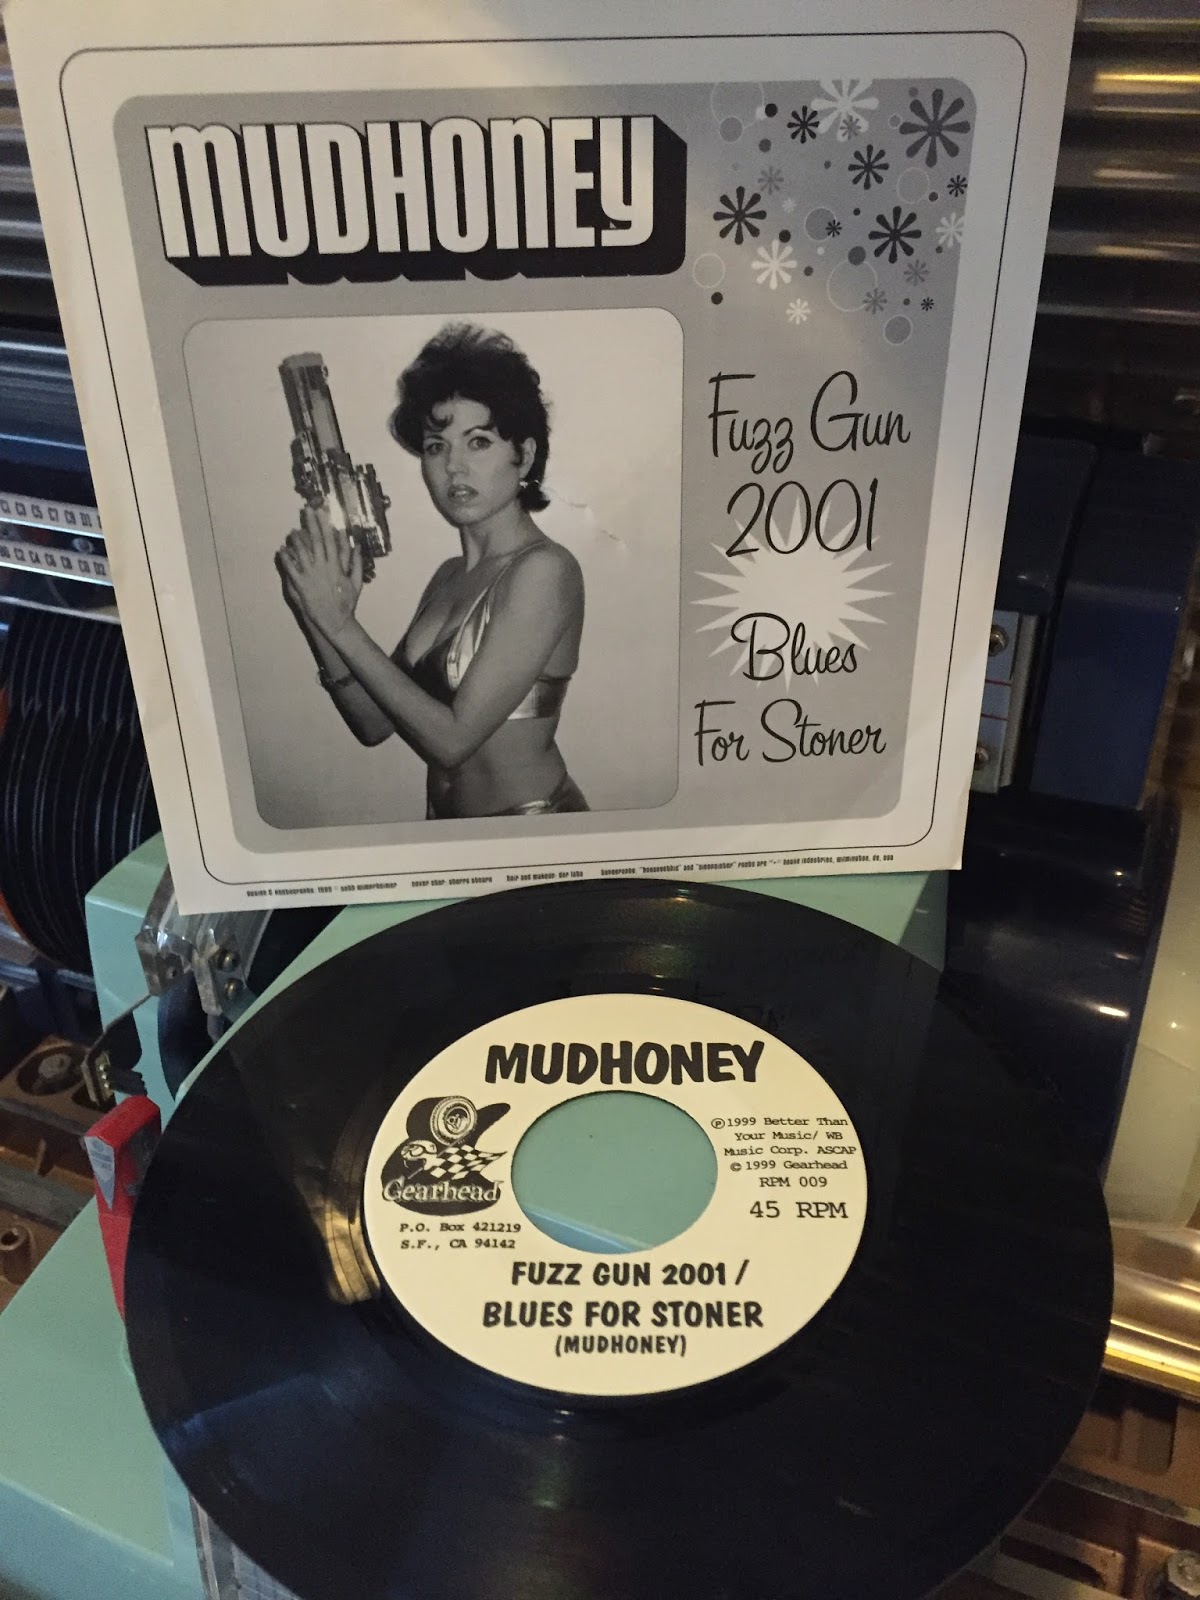 MUDHONEY
Fuzz Gun
2001
Blues
For Stoner
MUDHONEY
Gearhead
P.O. Box 421219
S.F., CA 94142
℗1999 Better Than
Your Music/ WB
Music Corp. ASCAP
© 1999 Gearhead
RPM 009
45 RPM
FUZZ GUN 2001 /
BLUES FOR STONER
(MUDHONEY)